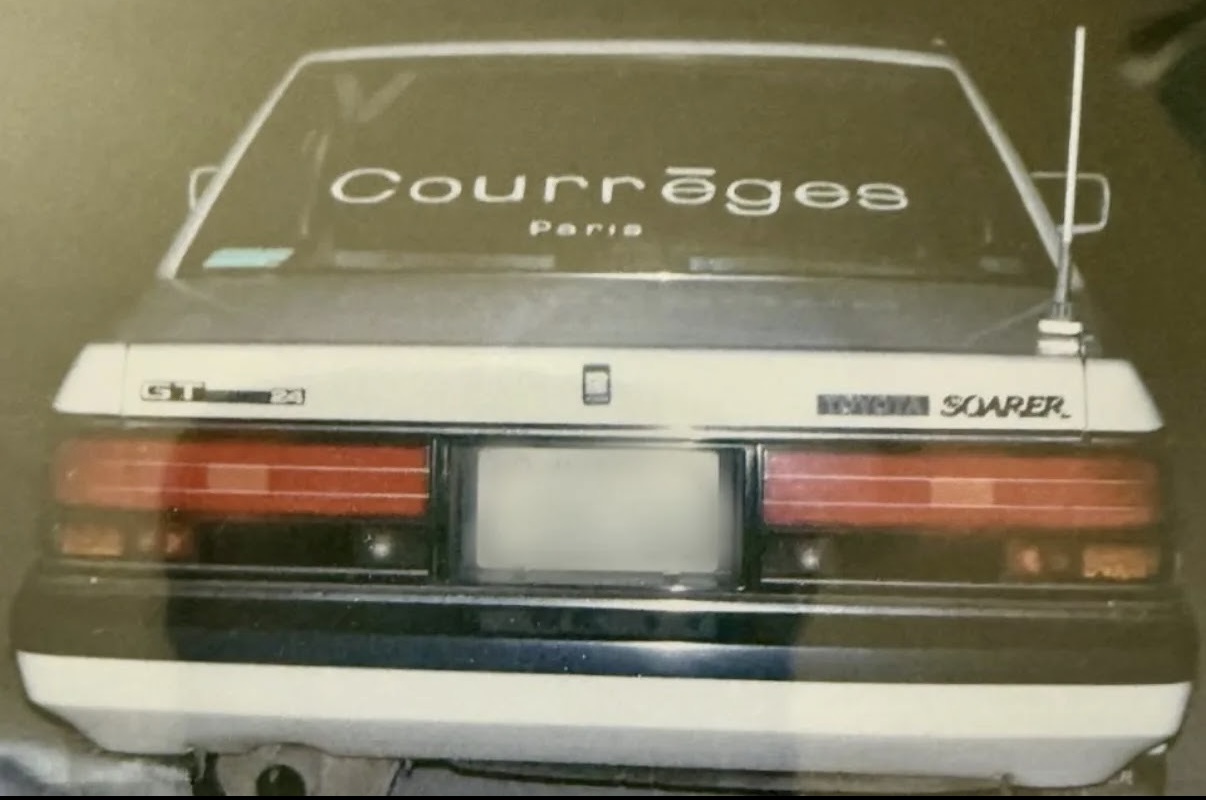 Courrēges
Paris
GT 24
TOYOTA SOARER